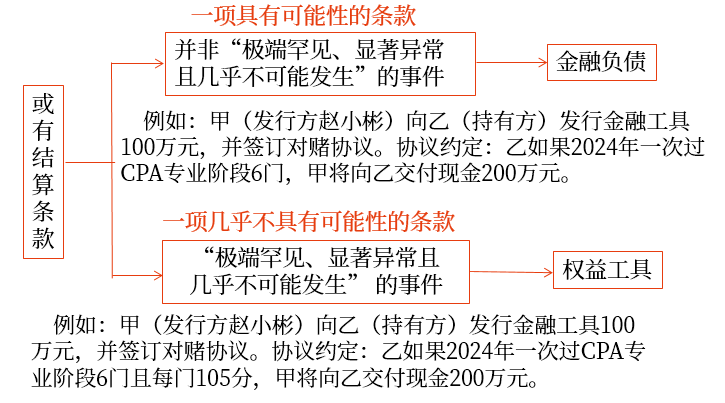 一项具有可能性的条款
并非“极端罕见、显著异常
且几乎不可能发生”的事件
金融负债
或有结算条款
例如：甲（发行方赵小彬）向乙（持有方）发行金融工具
100万元，并签订对赌协议。协议约定：乙如果2024年一次过
CPA专业阶段6门，甲将向乙交付现金200万元。
一项几乎不具有可能性的条款
“极端罕见、显著异常且
几乎不可能发生” 的事件
权益工具
例如：甲（发行方赵小彬）向乙（持有方）发行金融工具100
万元，并签订对赌协议。协议约定：乙如果2024年一次过CPA专
业阶段6门且每门105分，甲将向乙交付现金200万元。